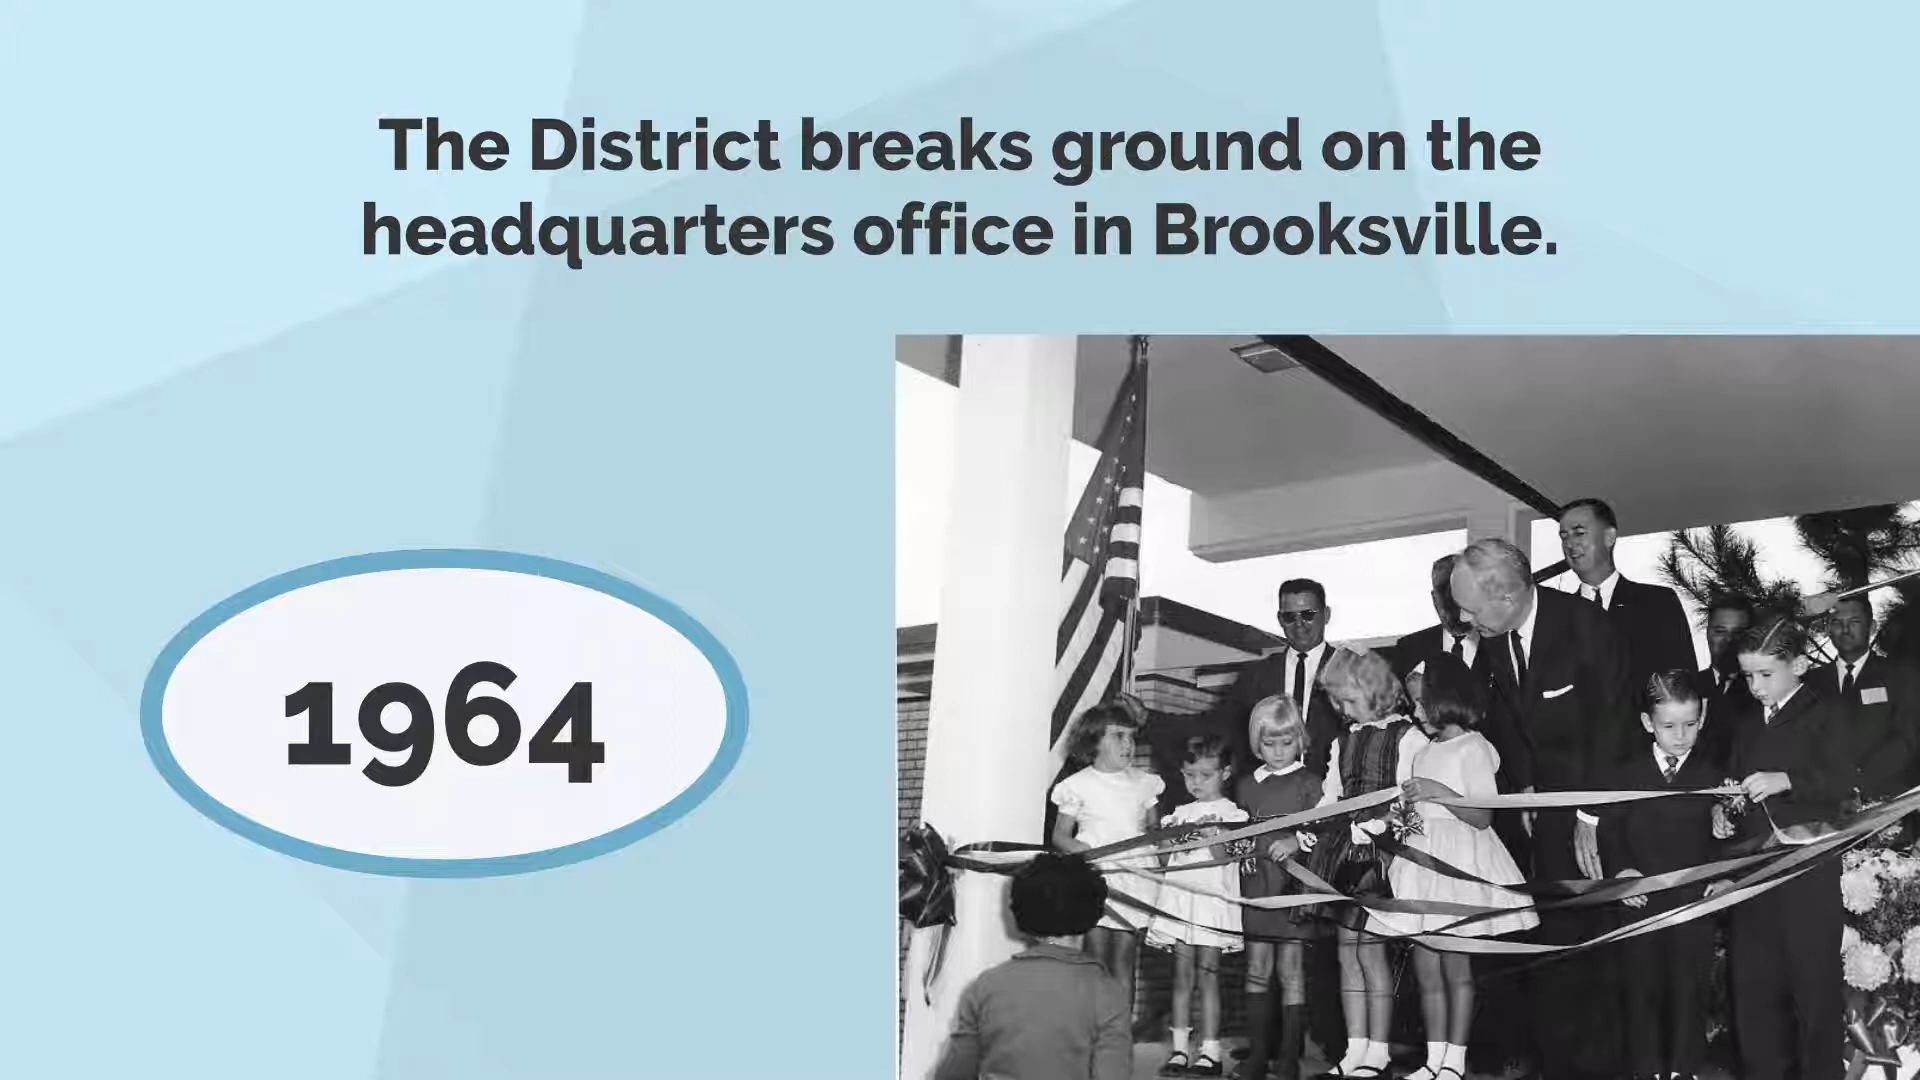 The District breaks ground on the
headquarters office in Brooksville.
1964